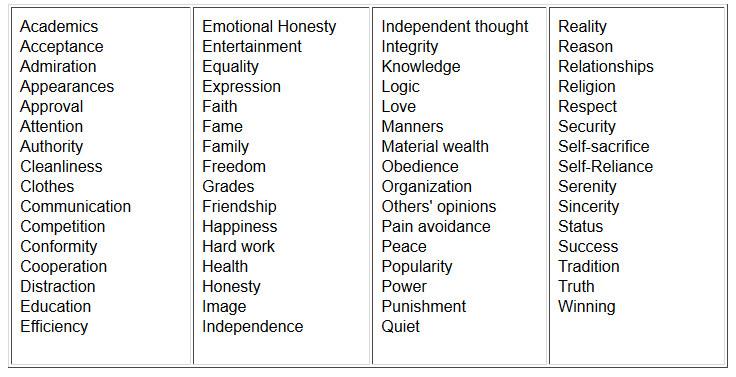 Academics
Acceptance
Admiration
Appearances
Approval
Attention
Authority
Cleanliness
Clothes
Communication
Competition
Conformity
Cooperation
Distraction
Education
Efficiency
Emotional Honesty
Entertainment
Equality
Expression
Faith
Fame
Family
Freedom
Grades
Friendship
Happiness
Hard work
Health
Honesty
Image
Independence
Independent thought
Integrity
Knowledge
Logic
Love
Manners
Material wealth
Obedience
Organization
Others' opinions
Pain avoidance
Peace
Popularity
Power
Punishment
Quiet
Reality
Reason
Relationships
Religion
Respect
Security
Self-sacrifice
Self-Reliance
Serenity
Sincerity
Status
Success
Tradition
Truth
Winning